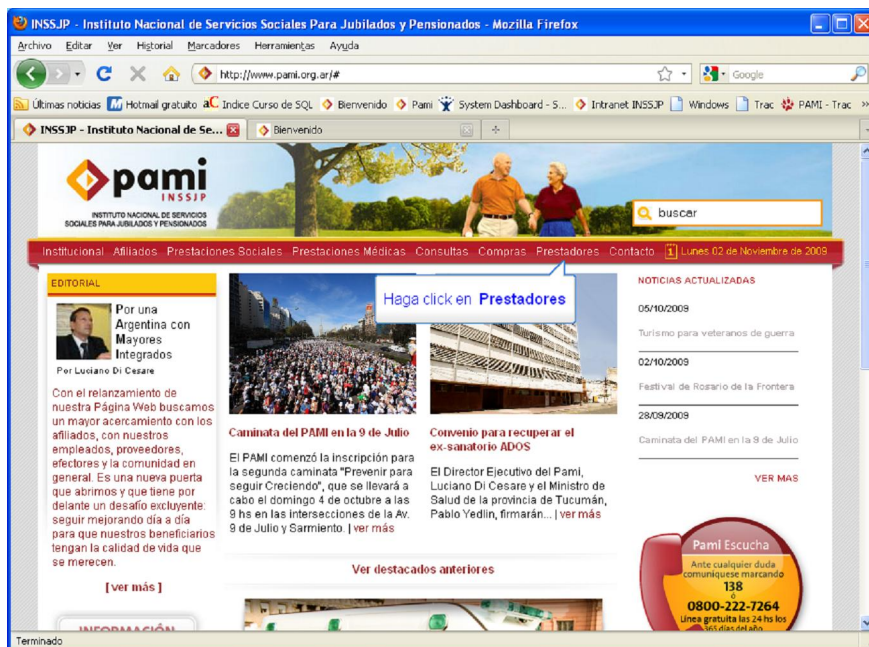 INSSJP - Instituto Nacional de Servicios Sociales Para Jubilados y Pensionados - Mozilla Firefox
Archivo Editar Ver Historial Marcadores Herramientas Ayuda
http://www.pami.org.ar/#
Google
Últimas noticias Hotmail gratuito Indice Curso de SQL Bienvenido Pami System Dashboard - S... Intranet INSSJP Windows Trac PAMI - Trac »
INSSJP - Instituto Nacional de Se... Bienvenido
pami
INSSJP
INSTITUTO NACIONAL DE SERVICIOS
SOCIALES PARA JUBILADOS Y PENSIONADOS
buscar
Institucional Afiliados Prestaciones Sociales Prestaciones Médicas Consultas Compras Prestadores Contacto 1 Lunes 02 de Noviembre de 2009
Haga click en Prestadores
EDITORIAL
Por una
Argentina con
Mayores
Integrados
Por Luciano Di Cesare
Con el relanzamiento de
nuestra Página Web buscamos
un mayor acercamiento con los
afiliados, con nuestros
empleados, proveedores,
efectores y la comunidad en
general. Es una nueva puerta
que abrimos y que tiene por
delante un desafío excluyente:
seguir mejorando día a día
para que nuestros beneficiarios
tengan la calidad de vida que
se merecen.
[ ver más ]
INFORMACIÓN
Caminata del PAMI en la 9 de Julio
El PAMI comenzó la inscripción para
la segunda caminata "Prevenir para
seguir Creciendo", que se llevará a
cabo el domingo 4 de octubre a las
9 hs en las intersecciones de la Av.
9 de Julio y Sarmiento. | ver más
Convenio para recuperar el
ex-sanatorio ADOS
El Director Ejecutivo del Pami,
Luciano Di Cesare y el Ministro de
Salud de la provincia de Tucumán,
Pablo Yedlin, firmarán... | ver más
Ver destacados anteriores
NOTICIAS ACTUALIZADAS
05/10/2009
Turismo para veteranos de guerra
02/10/2009
Festival de Rosario de la Frontera
28/09/2009
Caminata del PAMI en la 9 de Julio
VER MAS
Pami Escucha
Ante cualquier duda
comuniquese marcando
138
ó
0800-222-7264
Línea gratuita las 24 hs los
365 días del año
Terminado